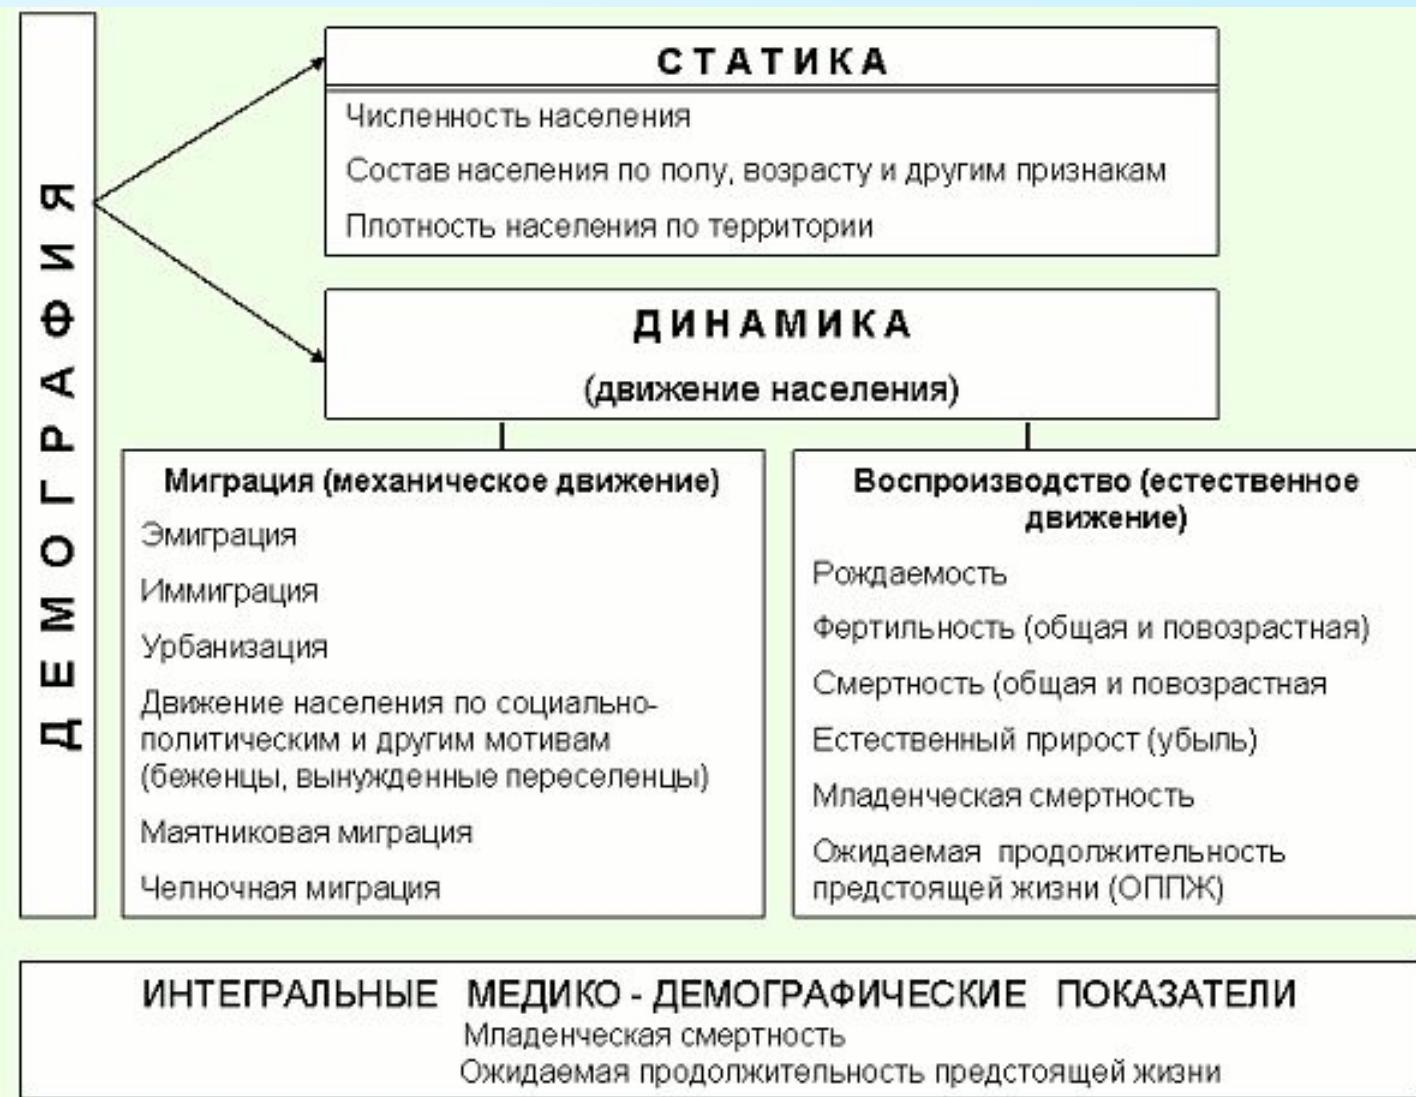 ДЕМОГРАФИЯ
СТАТИКА
Численность населения
Состав населения по полу, возрасту и другим признакам
Плотность населения по территории
ДИНАМИКА
(движение населения)
Миграция (механическое движение)
Эмиграция
Иммиграция
Урбанизация
Движение населения по социально-
политическим и другим мотивам
(беженцы, вынужденные переселенцы)
Маятниковая миграция
Челночная миграция
Воспроизводство (естественное
движение)
Рождаемость
Фертильность (общая и повозрастная)
Смертность (общая и повозрастная
Естественный прирост (убыль)
Младенческая смертность
Ожидаемая продолжительность
предстоящей жизни (ОППЖ)
ИНТЕГРАЛЬНЫЕ МЕДИКО - ДЕМОГРАФИЧЕСКИЕ ПОКАЗАТЕЛИ
Младенческая смертность
Ожидаемая продолжительность предстоящей жизни